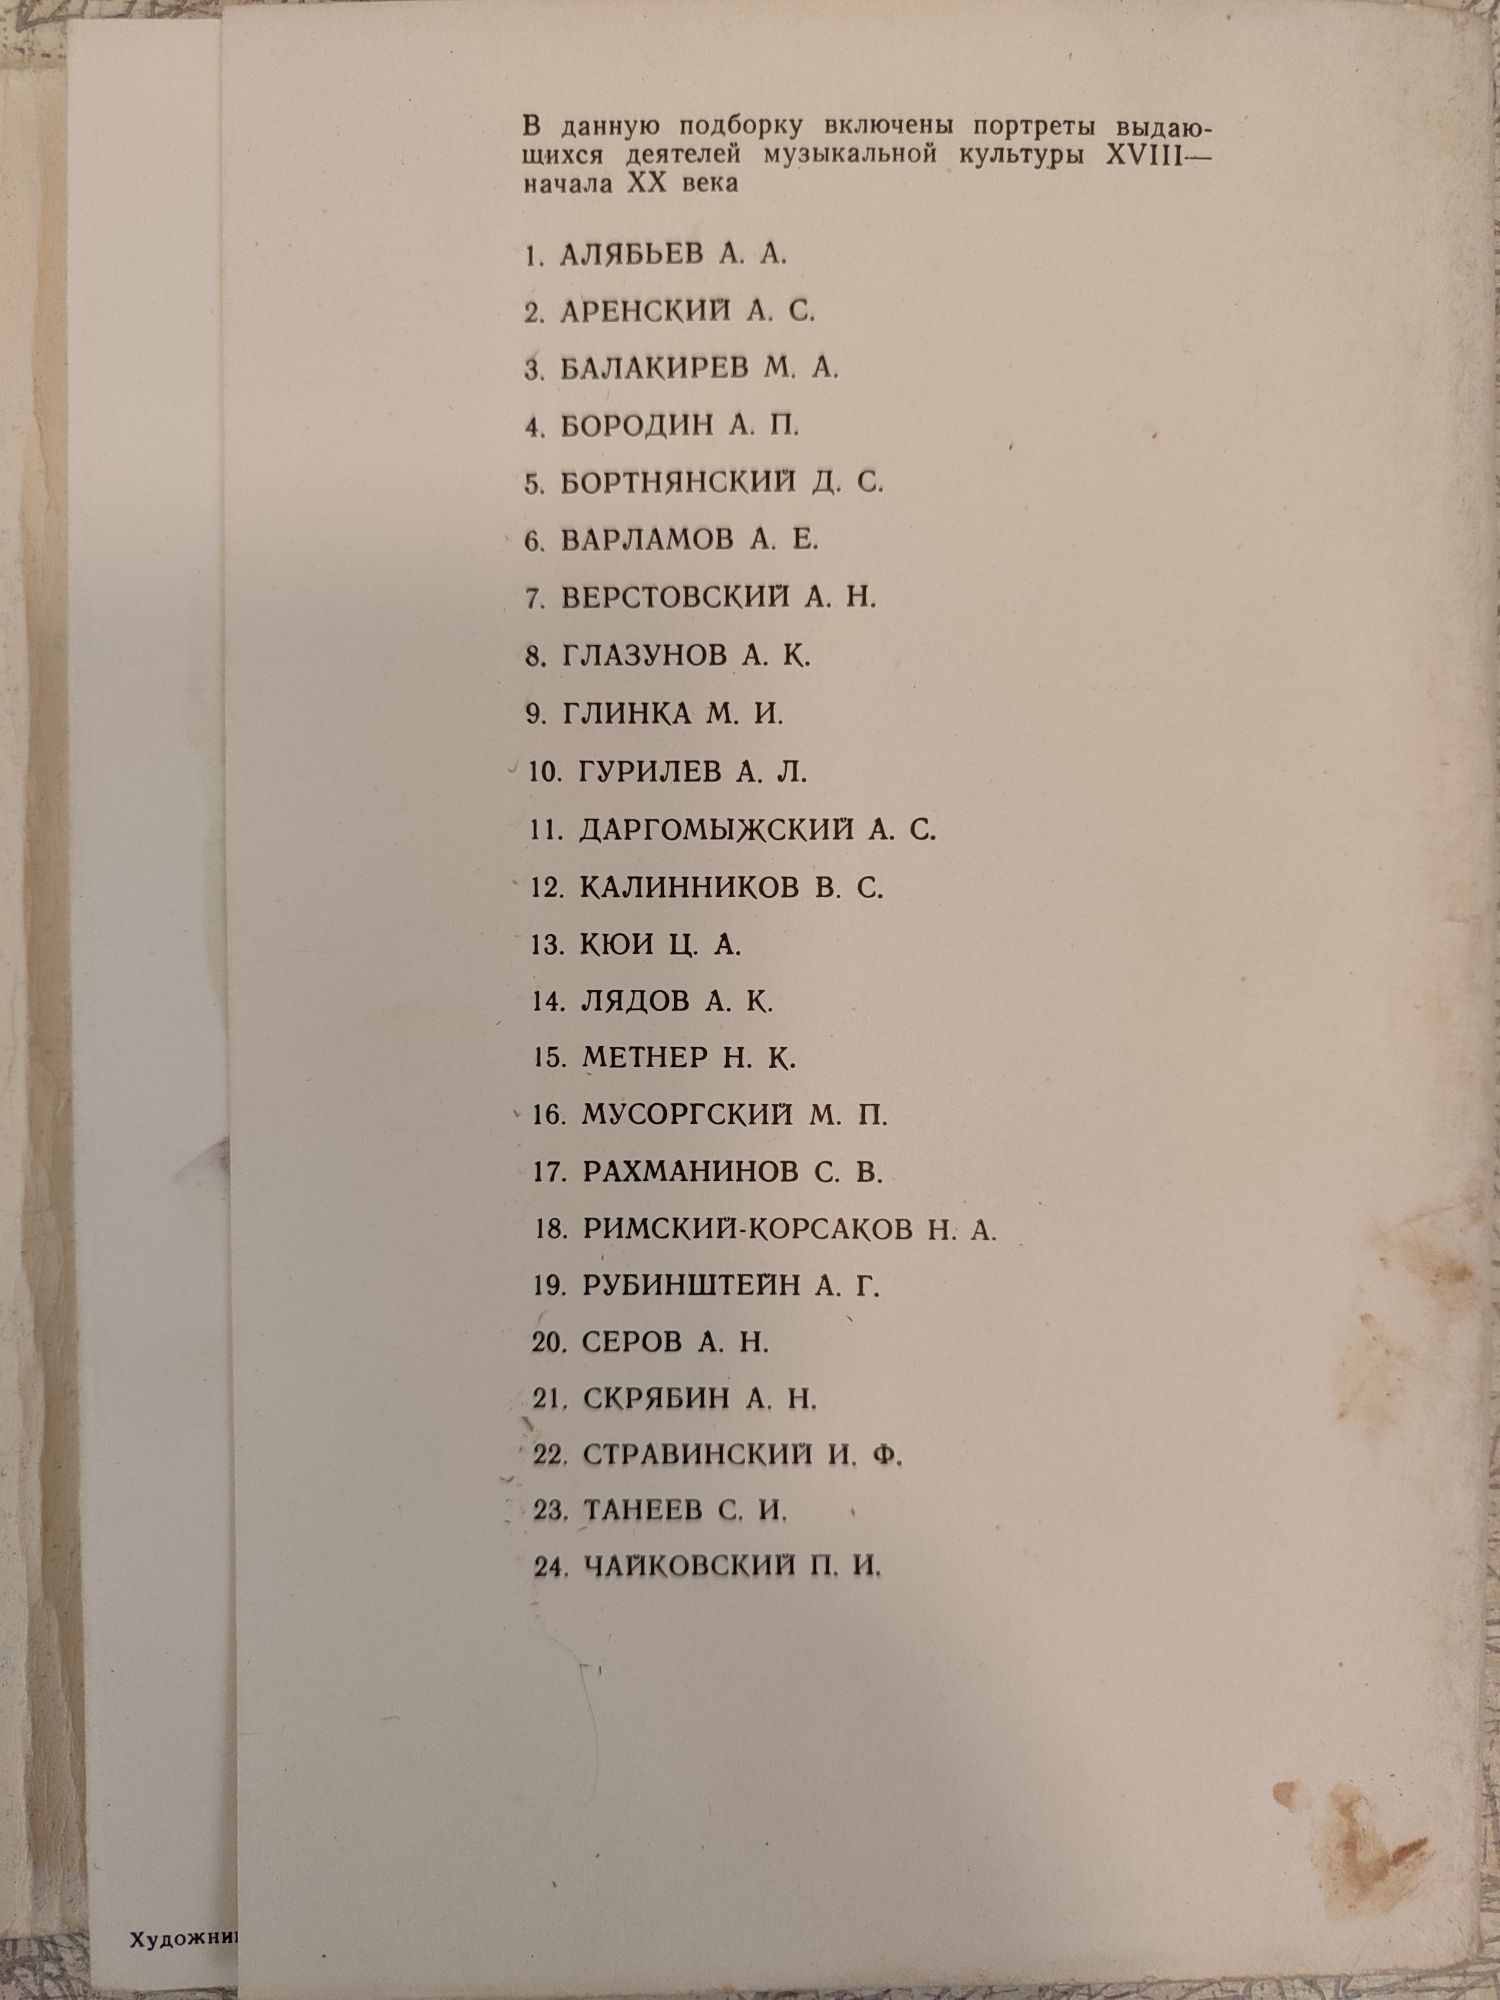 В данную подборку включены портреты выдаю-
щихся деятелей музыкальной культуры XVIII—
начала XX века
1. АЛЯБЬЕВ А. А.
2. АРЕНСКИЙ А. С.
3. БАЛАКИРЕВ М. А.
4. БОРОДИН А. П.
5. БОРТНЯНСКИЙ Д. С.
6. ВАРЛАМОВ А. Е.
7. ВЕРСТОВСКИЙ А. Н.
8. ГЛАЗУНОВ А. К.
9. ГЛИНКА М. И.
10. ГУРИЛЕВ А. Л.
11. ДАРГОМЫЖСКИЙ А. С.
12. КАЛИННИКОВ В. С.
13. КЮИ Ц. А.
14. ЛЯДОВ А. К.
15. МЕТНЕР Н. К.
16. МУСОРГСКИЙ М. П.
17. РАХМАНИНОВ С. В.
18. РИМСКИЙ-КОРСАКОВ Н. А.
19. РУБИНШТЕЙН А. Г.
20. СЕРОВ А. Н.
21. СКРЯБИН А. Н.
22. СТРАВИНСКИЙ И. Ф.
23. ТАНЕЕВ С. И.
24. ЧАЙКОВСКИЙ П. И.
Художни